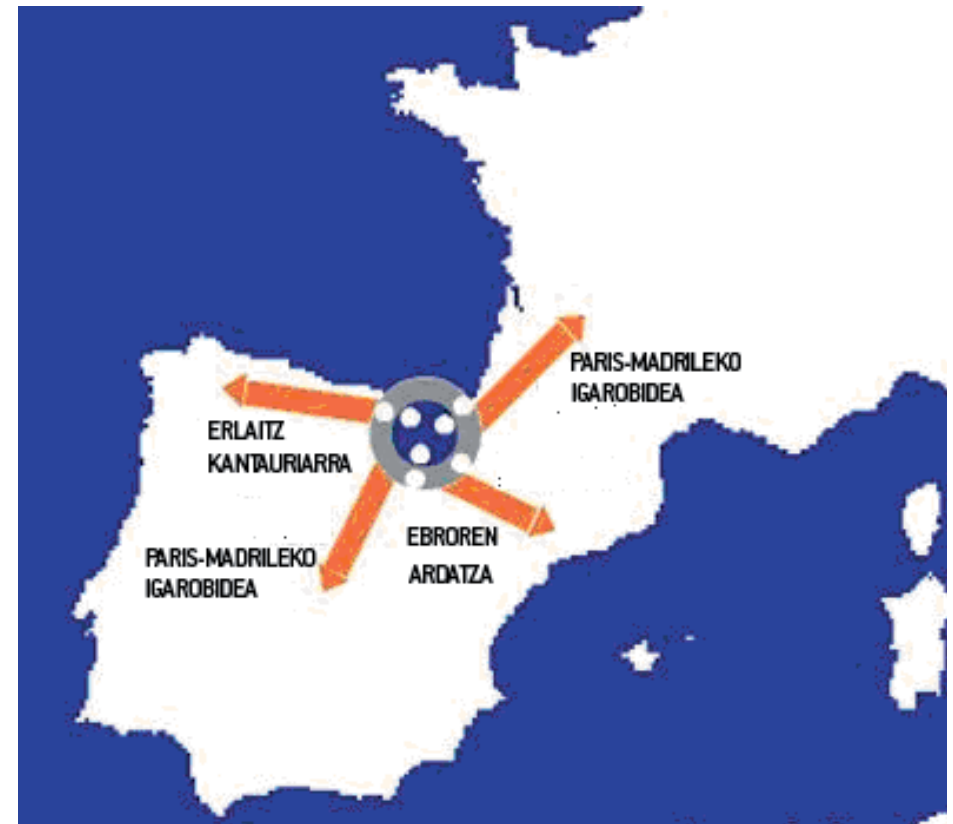 PARIS-MADRILEKO
IGAROBIDEA
ERLAITZ
KANTAURIARRA
EBROREN
ARDATZA
PARIS-MADRILEKO
IGAROBIDEA